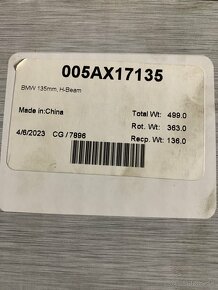 005AX17135
BMW 135mm, H-Beam
Made in:China
Total Wt: 499.0
4/6/2023 CG / 7896
Rot. Wt: 363.0
Recp. Wt: 136.0